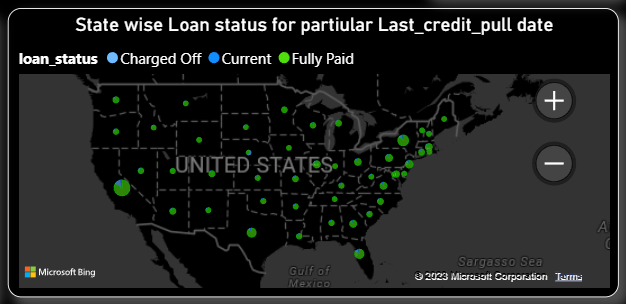 State wise Loan status for partiular Last_credit_pull date
loan_status Charged Off Current Fully Paid
UNITED STATES
Gulf of
Mexico
Sargasso Sea
Microsoft Bing
© 2023 Microsoft Corporation Terms